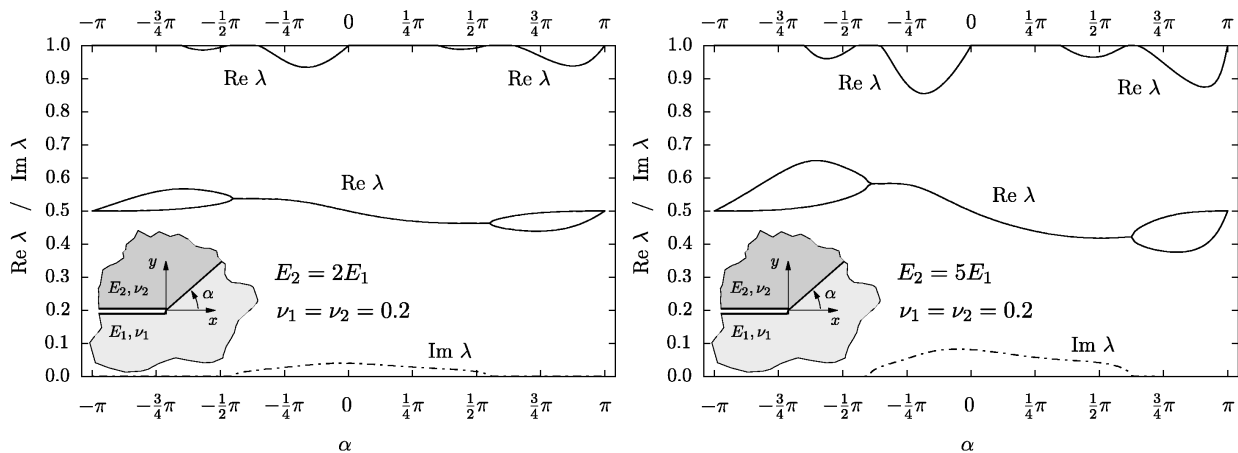 −π −¾π −½π −¼π 0 ¼π ½π ¾π π
1.0
0.9
0.8
0.7
0.6
0.5
0.4
0.3
0.2
0.1
0.0
Re λ / Im λ
Re λ
Re λ
Re λ
y
E₂, ν₂
α
x
E₁, ν₁
E₂ = 2E₁
ν₁ = ν₂ = 0.2
Im λ
−π −¾π −½π −¼π 0 ¼π ½π ¾π π
α
−π −¾π −½π −¼π 0 ¼π ½π ¾π π
1.0
0.9
0.8
0.7
0.6
0.5
0.4
0.3
0.2
0.1
0.0
Re λ / Im λ
Re λ
Re λ
Re λ
y
E₂, ν₂
α
x
E₁, ν₁
E₂ = 5E₁
ν₁ = ν₂ = 0.2
Im λ
−π −¾π −½π −¼π 0 ¼π ½π ¾π π
α